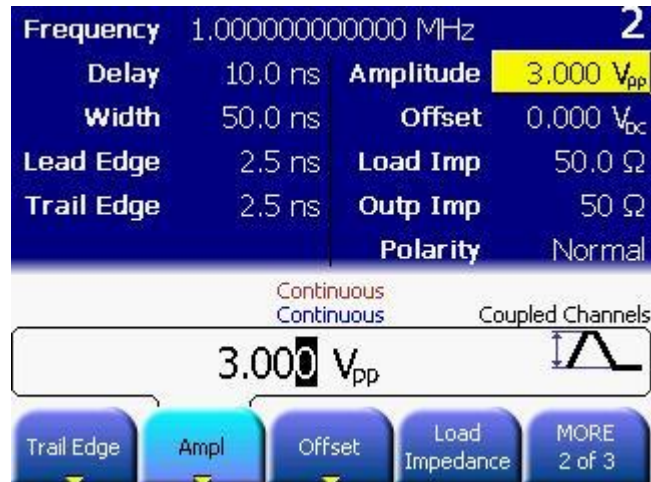 Frequency 1.000000000000 MHz 2
Delay 10.0 ns Amplitude 3.000 Vpp
Width 50.0 ns Offset 0.000 VDC
Lead Edge 2.5 ns Load Imp 50.0 Ω
Trail Edge 2.5 ns Outp Imp 50 Ω
Polarity Normal
Continuous
Continuous Coupled Channels
3.000 Vpp
Trail Edge Ampl Offset Load Impedance MORE 2 of 3